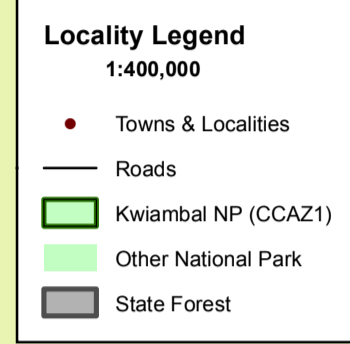 Locality Legend
1:400,000
Towns & Localities
Roads
Kwiambal NP (CCAZ1)
Other National Park
State Forest